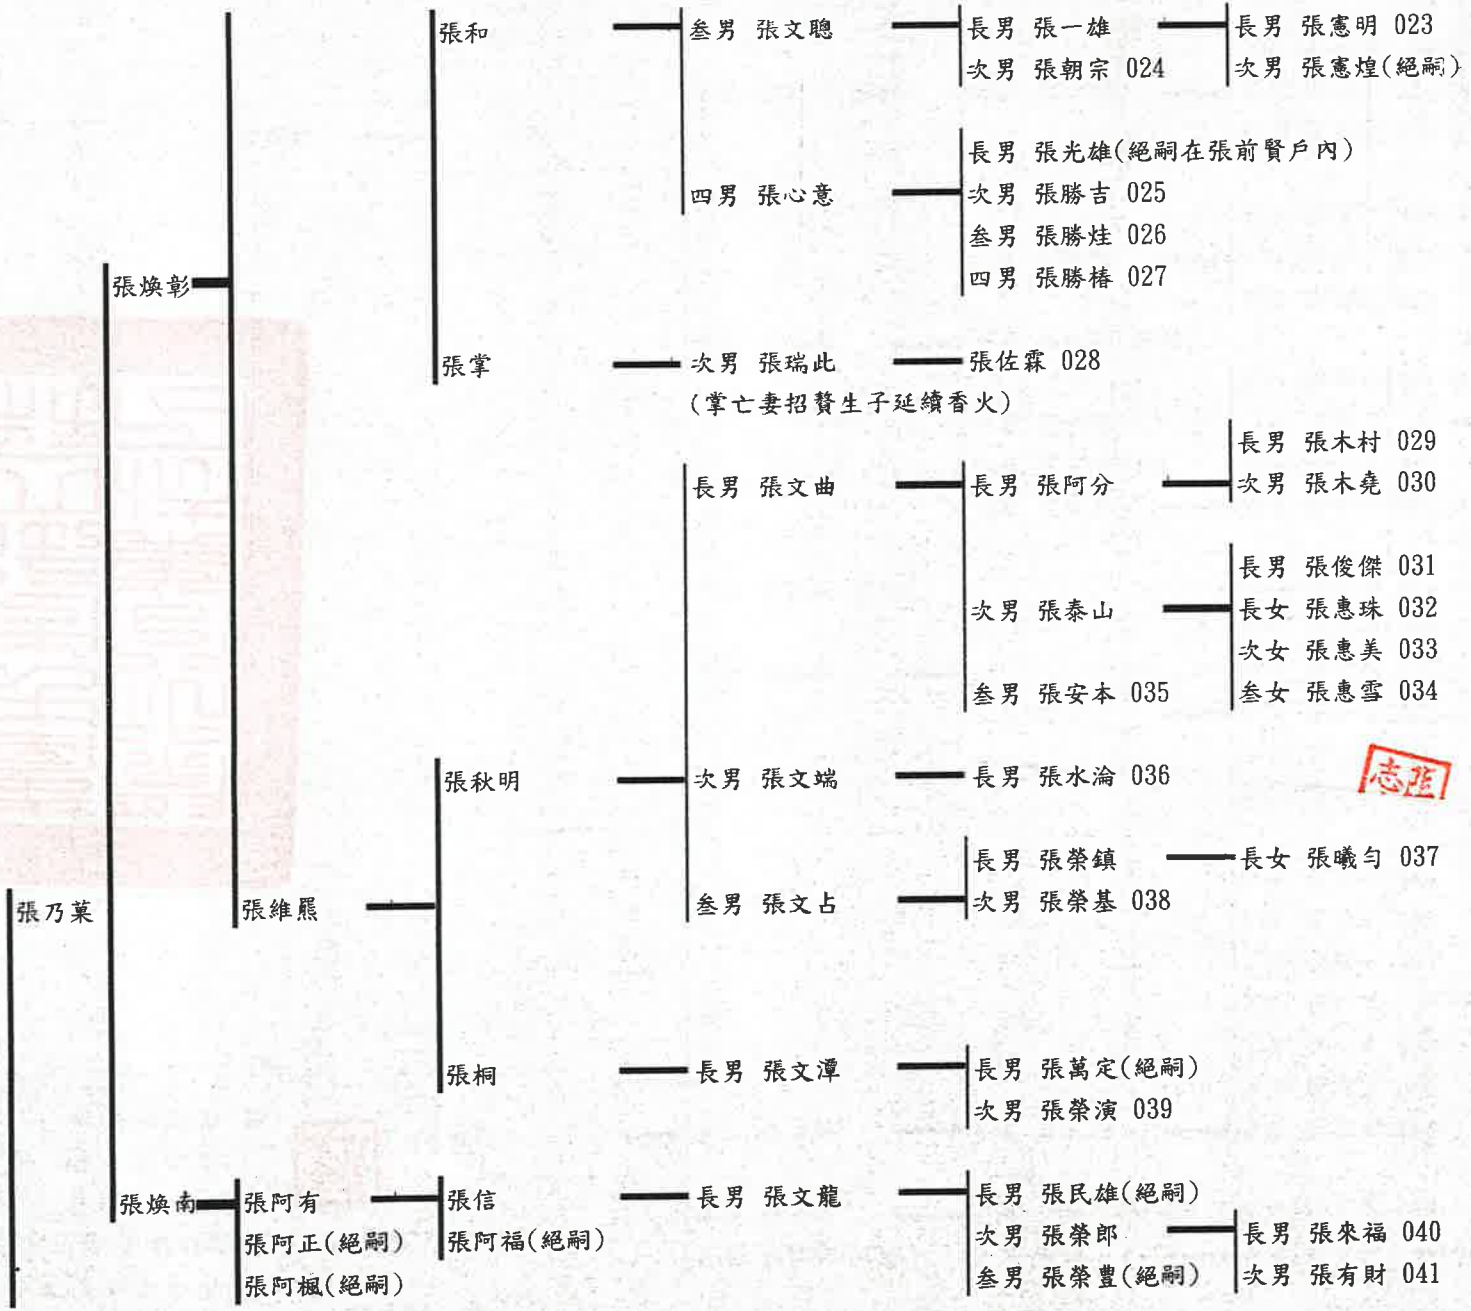 張和 叁男 張文聰 長男 張一雄 長男 張憲明 023
次男 張朝宗 024 次男 張憲煌(絕嗣)
長男 張光雄(絕嗣在張前賢戶內)
四男 張心意 次男 張勝吉 025
叁男 張勝烓 026
張煥彰 四男 張勝椿 027
張掌 次男 張瑞此 張佐霖 028
(掌亡妻招贅生子延續香火)
長男 張木村 029
長男 張文曲 長男 張阿分 次男 張木堯 030
長男 張俊傑 031
次男 張泰山 長女 張惠珠 032
次女 張惠美 033
叁男 張安本 035 叁女 張惠雪 034
張秋明 次男 張文端 長男 張水淪 036
長男 張榮鎮 長女 張曦勻 037
張乃菓 張維羆 叁男 張文占 次男 張榮基 038
張桐 長男 張文潭 長男 張萬定(絕嗣)
次男 張榮演 039
張煥南 張阿有 張信 長男 張文龍 長男 張民雄(絕嗣)
張阿正(絕嗣) 張阿福(絕嗣) 次男 張榮郎 長男 張來福 040
張阿楓(絕嗣) 叁男 張榮豊(絕嗣) 次男 張有財 041